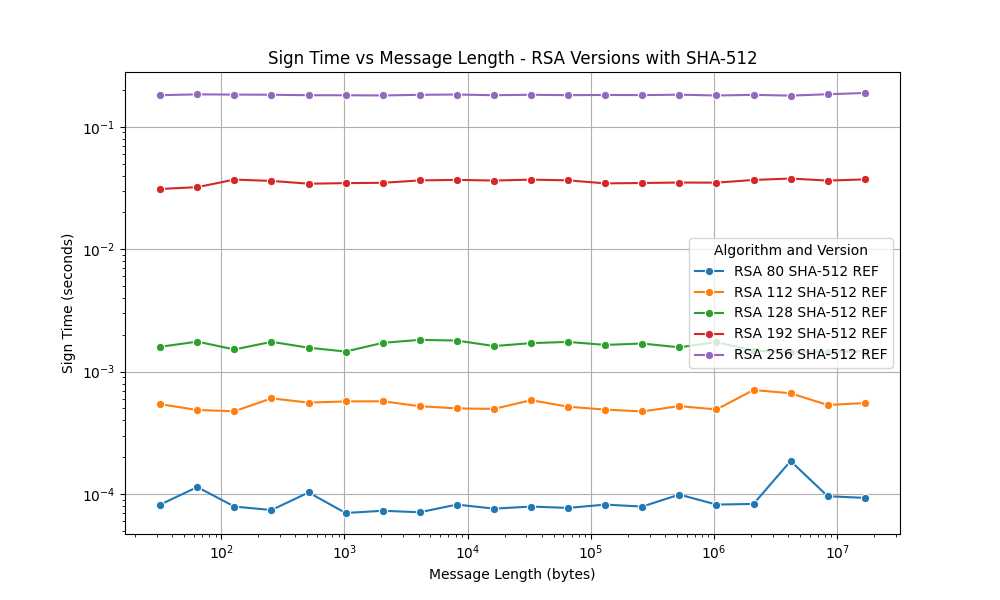 Sign Time vs Message Length - RSA Versions with SHA-512
Sign Time (seconds)
10⁻¹
10⁻²
10⁻³
10⁻⁴
Algorithm and Version
RSA 80 SHA-512 REF
RSA 112 SHA-512 REF
RSA 128 SHA-512 REF
RSA 192 SHA-512 REF
RSA 256 SHA-512 REF
10² 10³ 10⁴ 10⁵ 10⁶ 10⁷
Message Length (bytes)